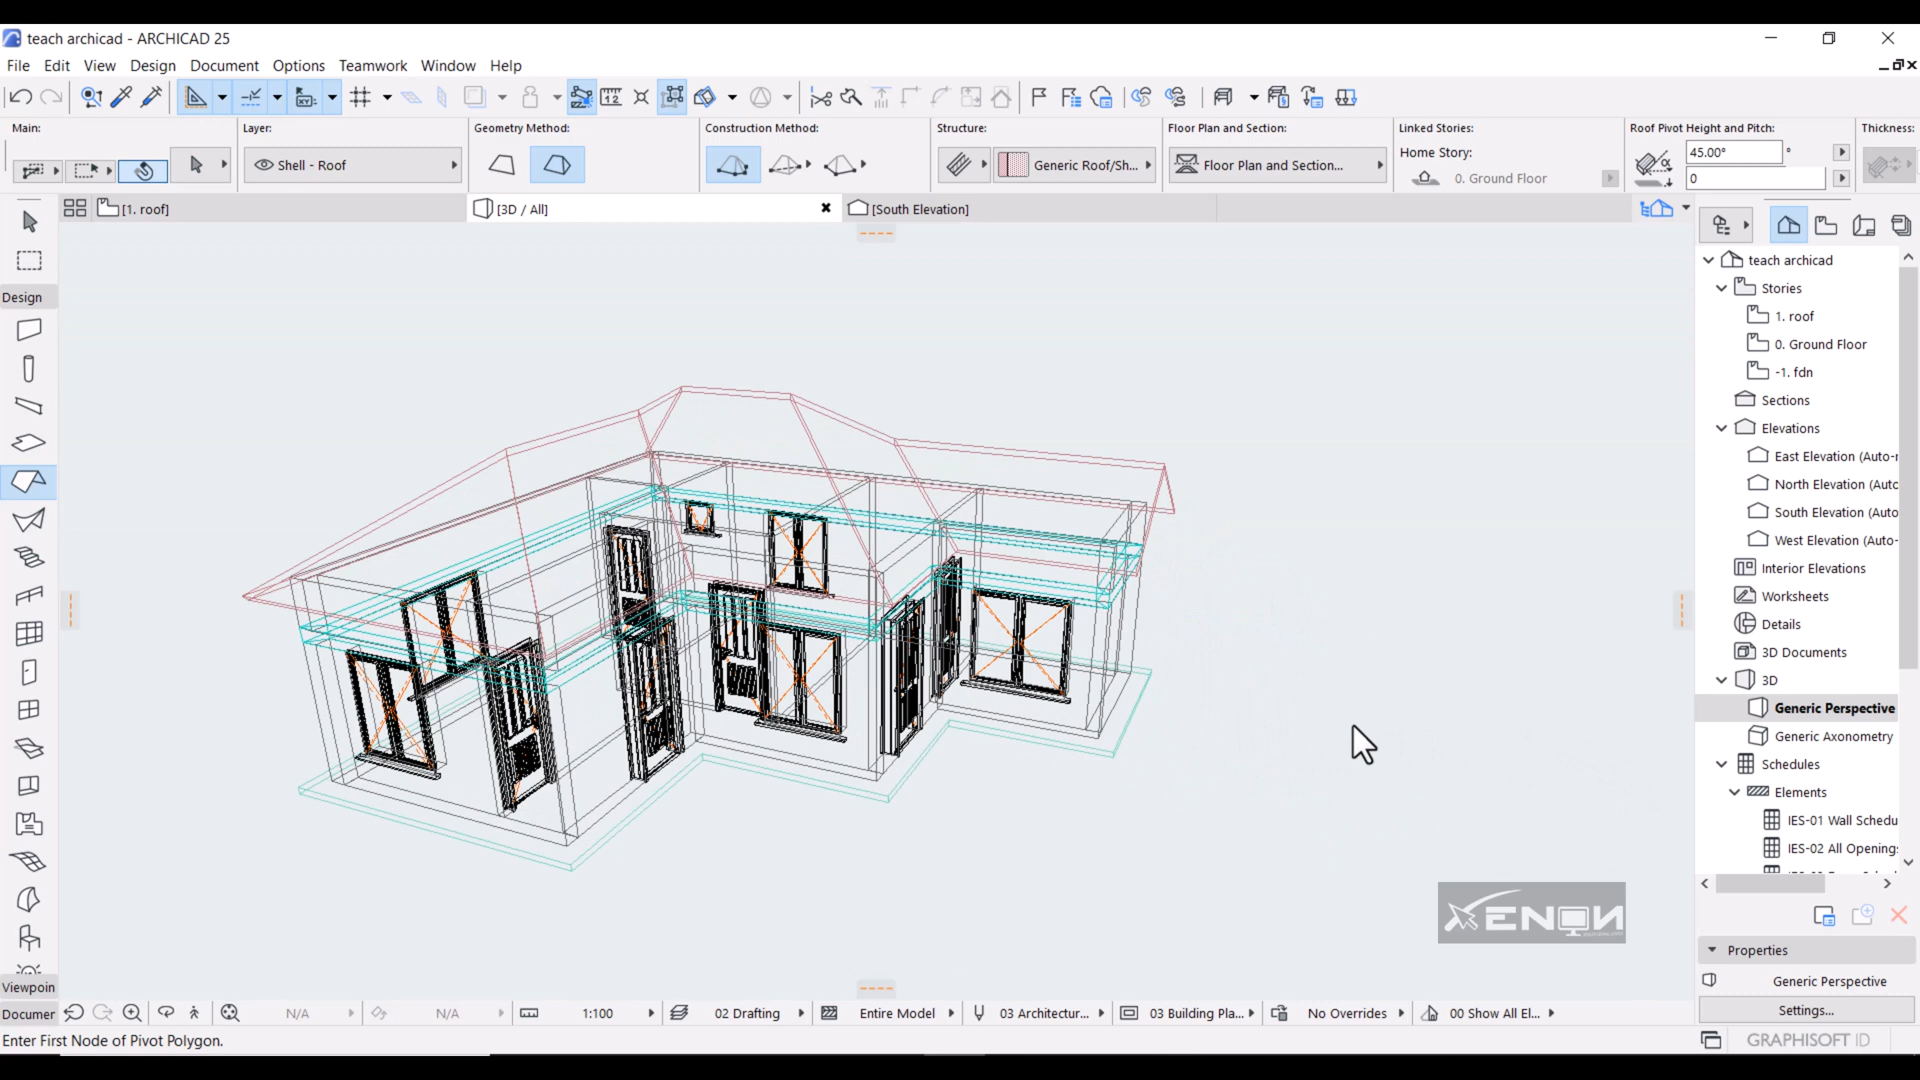 teach archicad - ARCHICAD 25
File Edit View Design Document Options Teamwork Window Help
Main:
Layer:
Geometry Method:
Construction Method:
Structure:
Floor Plan and Section:
Linked Stories:
Roof Pivot Height and Pitch:
Thickness:
Shell - Roof
Generic Roof/Sh...
Floor Plan and Section...
Home Story:
0. Ground Floor
45.00°
°
0
[1. roof]
[3D / All]
[South Elevation]
Design
teach archicad
Stories
1. roof
0. Ground Floor
-1. fdn
Sections
Elevations
East Elevation (Auto-r
North Elevation (Autc
South Elevation (Auto
West Elevation (Auto-
Interior Elevations
Worksheets
Details
3D Documents
3D
Generic Perspective
Generic Axonometry
Schedules
Elements
IES-01 Wall Schedu
IES-02 All Opening:
XENON
Properties
Generic Perspective
Settings...
Viewpoin
Documer
N/A
N/A
1:100
02 Drafting
Entire Model
03 Architectur...
03 Building Pla...
No Overrides
00 Show All El...
Enter First Node of Pivot Polygon.
GRAPHISOFT ID